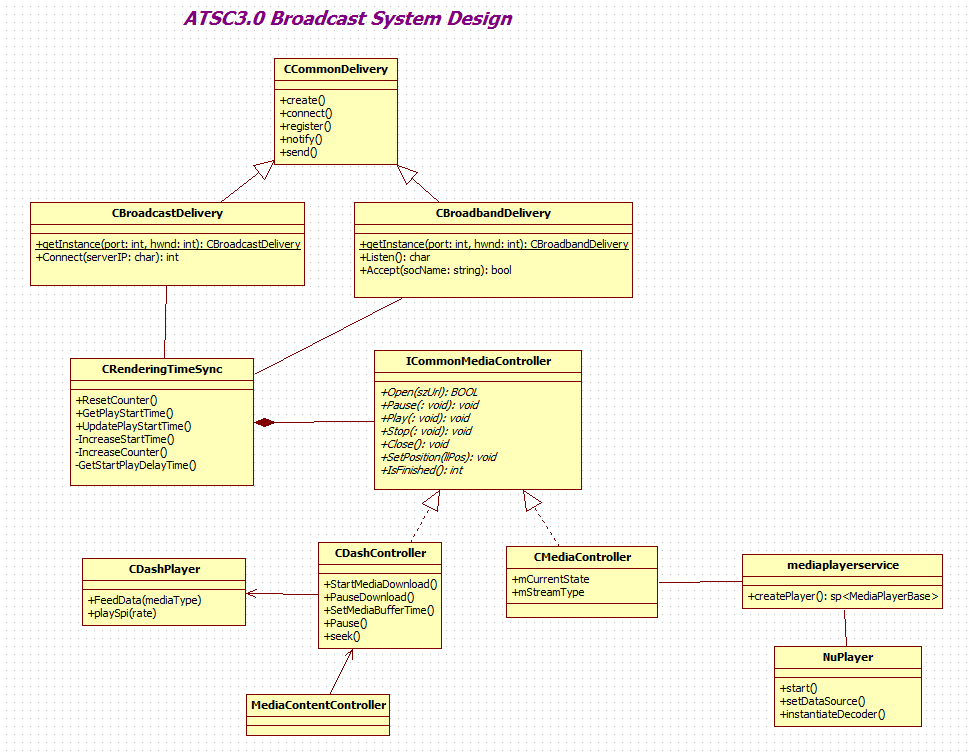 ATSC3.0 Broadcast System Design
CCommonDelivery
+create()
+connect()
+register()
+notify()
+send()
CBroadcastDelivery
+getInstance(port: int, hwnd: int): CBroadcastDelivery
+Connect(serverIP: char): int
CBroadbandDelivery
+getInstance(port: int, hwnd: int): CBroadbandDelivery
+Listen(): char
+Accept(socName: string): bool
CRenderingTimeSync
+ResetCounter()
+GetPlayStartTime()
+UpdatePlayStartTime()
-IncreaseStartTime()
-IncreaseCounter()
-GetStartPlayDelayTime()
ICommonMediaController
+Open(szUrl): BOOL
+Pause(: void): void
+Play(: void): void
+Stop(: void): void
+Close(): void
+SetPosition(llPos): void
+IsFinished(): int
CDashPlayer
+FeedData(mediaType)
+playSpi(rate)
CDashController
+StartMediaDownload()
+PauseDownload()
+SetMediaBufferTime()
+Pause()
+seek()
CMediaController
+mCurrentState
+mStreamType
mediaplayerservice
+createPlayer(): sp<MediaPlayerBase>
NuPlayer
+start()
+setDataSource()
+instantiateDecoder()
MediaContentController